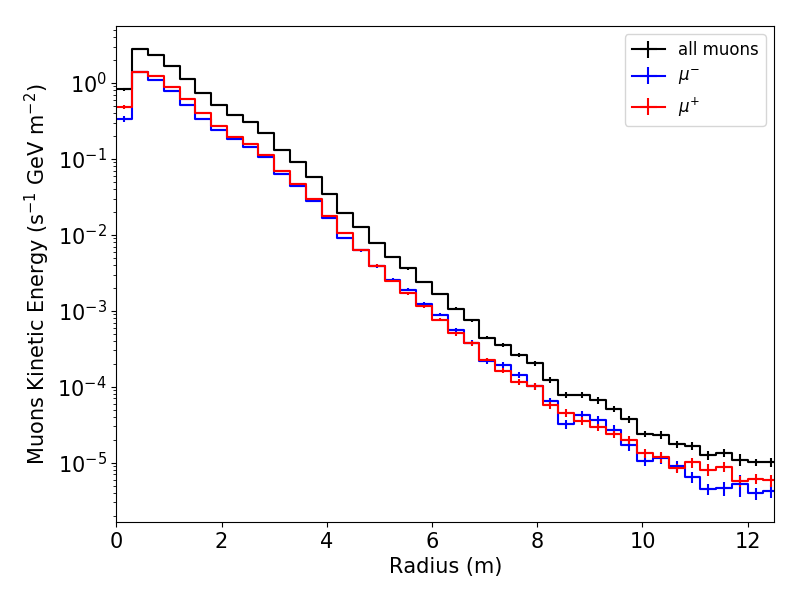 Muons Kinetic Energy (s⁻¹ GeV m⁻²)
10⁰
10⁻¹
10⁻²
10⁻³
10⁻⁴
10⁻⁵
all muons
μ⁻
μ⁺
0 2 4 6 8 10 12
Radius (m)